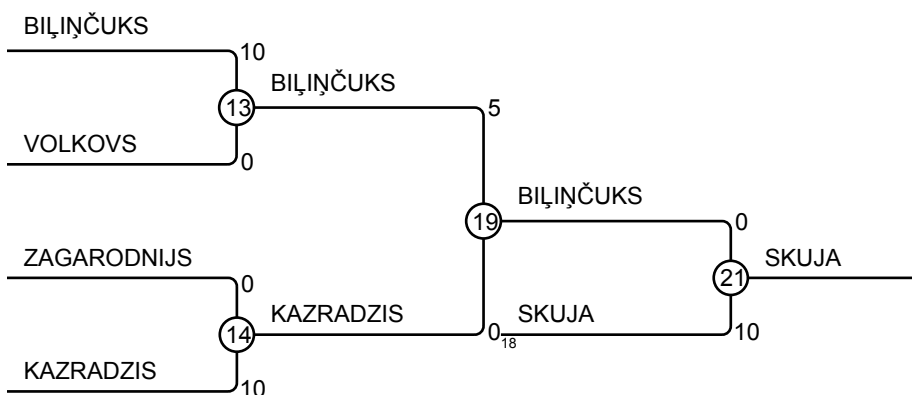 BIĻIŅČUKS
10
13
BIĻIŅČUKS
5
VOLKOVS
0
19
BIĻIŅČUKS
0
ZAGARODNIJS
0
21
SKUJA
14
KAZRADZIS
0
18
SKUJA
10
KAZRADZIS
10